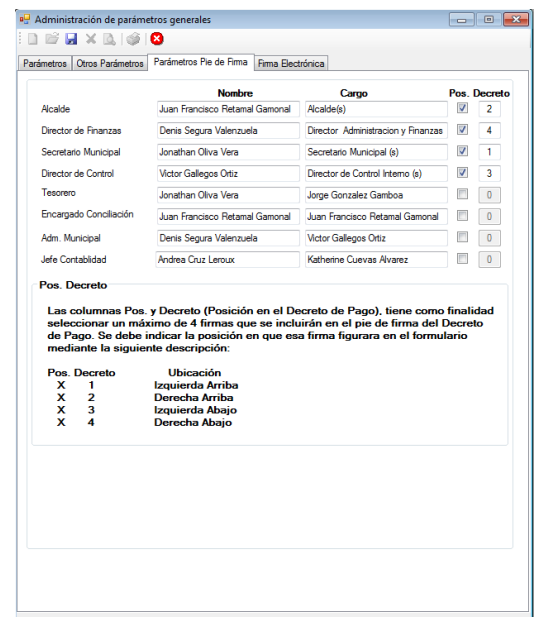 Administración de parámetros generales
Parámetros Otros Parámetros Parámetros Pie de Firma Firma Electrónica
Nombre Cargo Pos. Decreto
Alcalde Juan Francisco Retamal Gamonal Alcalde(s) 2
Director de Finanzas Denis Segura Valenzuela Director Administracion y Finanzas 4
Secretario Municipal Jonathan Oliva Vera Secretario Municipal (s) 1
Director de Control Victor Gallegos Ortiz Director de Control Interno (s) 3
Tesorero Jonathan Oliva Vera Jorge Gonzalez Gamboa 0
Encargado Conciliación Juan Francisco Retamal Gamonal Juan Francisco Retamal Gamonal 0
Adm. Municipal Denis Segura Valenzuela Victor Gallegos Ortiz 0
Jefe Contablidad Andrea Cruz Leroux Katherine Cuevas Alvarez 0
Pos. Decreto
Las columnas Pos. y Decreto (Posición en el Decreto de Pago), tiene como finalidad
seleccionar un máximo de 4 firmas que se incluirán en el pie de firma del Decreto
de Pago. Se debe indicar la posición en que esa firma figurara en el formulario
mediante la siguiente descripción:
Pos. Decreto Ubicación
X 1 Izquierda Arriba
X 2 Derecha Arriba
X 3 Izquierda Abajo
X 4 Derecha Abajo